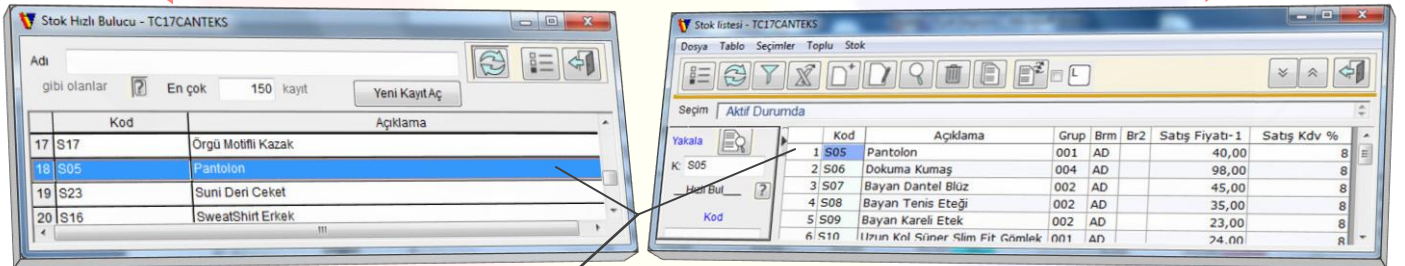 Stok Hızlı Bulucu - TC17CANTEKS
Adı
gibi olanlar ? En çok 150 kayıt Yeni Kayıt Aç
Kod Açıklama
17 S17 Örgü Motifli Kazak
18 S05 Pantolon
19 S23 Suni Deri Ceket
20 S16 SweatShirt Erkek
Stok listesi - TC17CANTEKS
Dosya Tablo Seçimler Toplu Stok
L
Seçim Aktif Durumda
Yakala
K: S05
Hızlı Bul ?
Kod
Kod Açıklama Grup Brm Br2 Satış Fiyatı-1 Satış Kdv %
1 S05 Pantolon 001 AD 40,00 8
2 S06 Dokuma Kumaş 004 AD 98,00 8
3 S07 Bayan Dantel Blüz 002 AD 45,00 8
4 S08 Bayan Tenis Eteği 002 AD 35,00 8
5 S09 Bayan Kareli Etek 002 AD 23,00 8
6 S10 Uzun Kol Süper Slim Fit Gömlek 001 AD 24,00 8